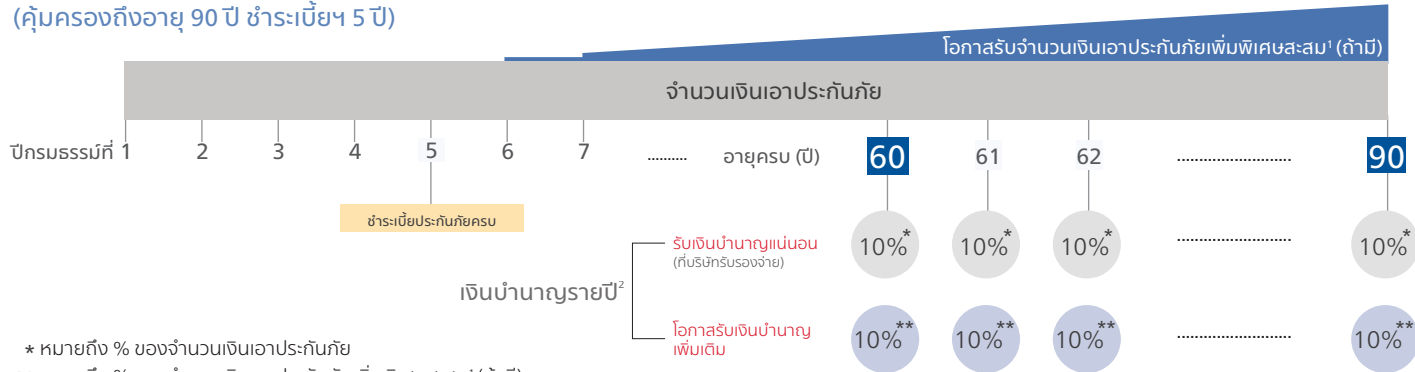 (คุ้มครองถึงอายุ 90 ปี ชำระเบี้ยฯ 5 ปี)
โอกาสรับจำนวนเงินเอาประกันภัยเพิ่มพิเศษสะสม¹ (ถ้ามี)
จำนวนเงินเอาประกันภัย
ปีกรมธรรม์ที่ 1 2 3 4 5 6 7 .......... อายุครบ (ปี) 60 61 62 ......................... 90
ชำระเบี้ยประกันภัยครบ
รับเงินบำนาญแน่นอน 10%* 10%* 10%* ......................... 10%*
(ที่บริษัทรับรองจ่าย)
เงินบำนาญรายปี²
โอกาสรับเงินบำนาญ 10%** 10%** 10%** ......................... 10%**
เพิ่มเติม
* หมายถึง % ของจำนวนเงินเอาประกันภัย